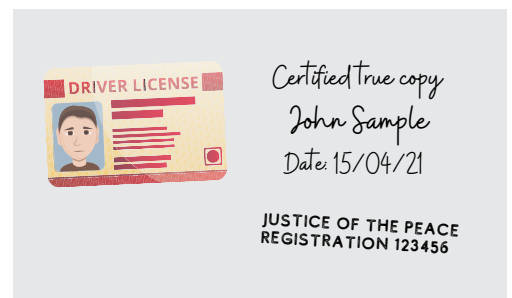 DRIVER LICENSE
Certified true copy
John Sample
Date: 15/04/21
JUSTICE OF THE PEACE
REGISTRATION 123456